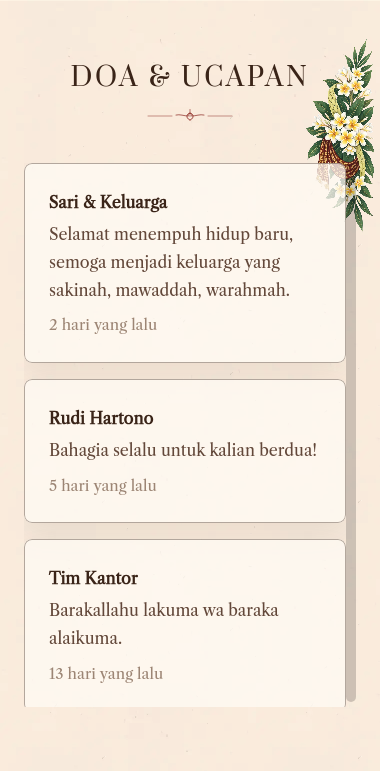 DOA & UCAPAN
Sari & Keluarga
Selamat menempuh hidup baru,
semoga menjadi keluarga yang
sakinah, mawaddah, warahmah.
2 hari yang lalu
Rudi Hartono
Bahagia selalu untuk kalian berdua!
5 hari yang lalu
Tim Kantor
Barakallahu lakuma wa baraka
alaikuma.
13 hari yang lalu